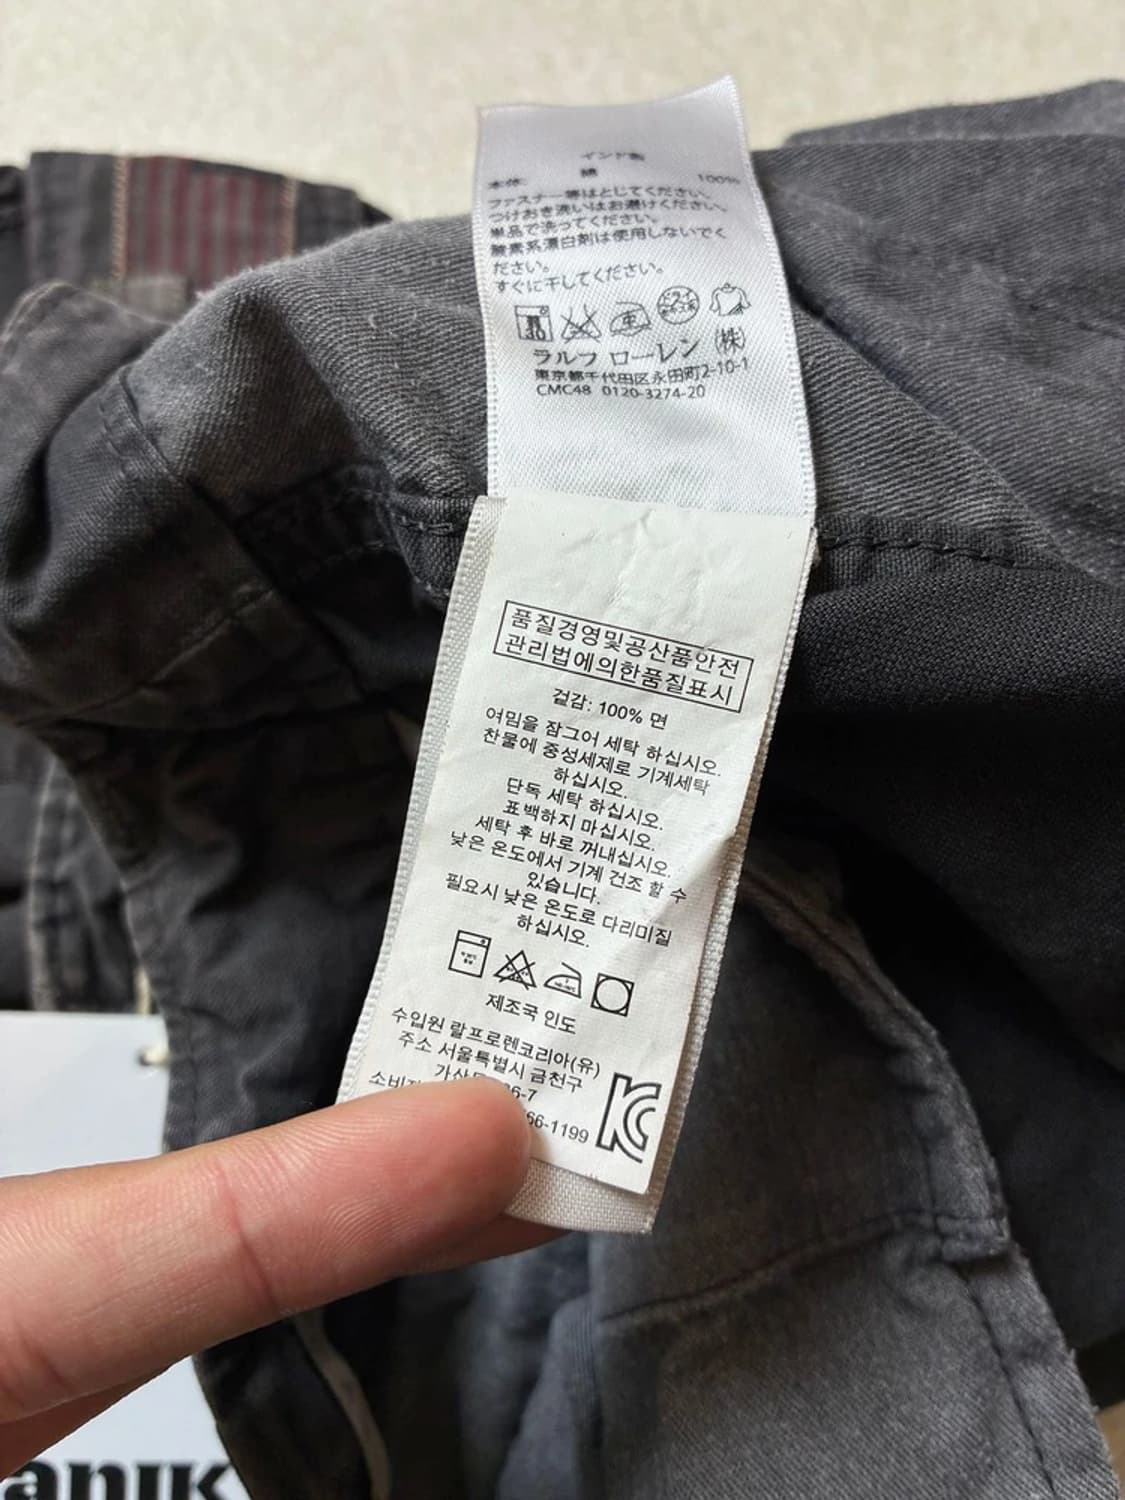 インド製
本体: 綿 100%
ファスナー等はとじてください。
つけおき洗いはお避けください。
単品で洗ってください。
酸素系漂白剤は使用しないでく
ださい。
すぐに干してください。
ラルフ ローレン (株)
東京都千代田区永田町2-10-1
CMC48 0120-3274-20
품질경영및공산품안전
관리법에의한품질표시
겉감: 100% 면
여밈을 잠그어 세탁 하십시오.
찬물에 중성세제로 기계세탁
하십시오.
단독 세탁 하십시오.
표백하지 마십시오.
세탁 후 바로 꺼내십시오.
낮은 온도에서 기계 건조 할 수
있습니다.
필요시 낮은 온도로 다리미질
하십시오.
제조국 인도
수입원 랄프로렌코리아(유)
주소 서울특별시 금천구
66-1199
KC